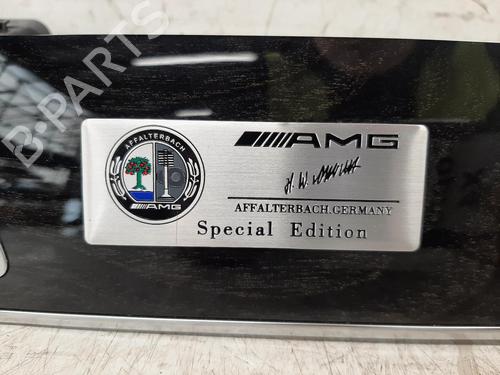 B-PARTS
AFFALTERBACH
AMG
AMG
AFFALTERBACH.GERMANY
Special Edition